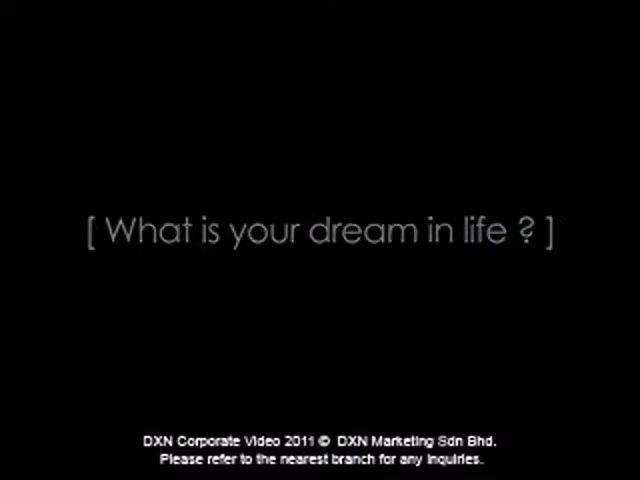 [ What is your dream in life ? ]
DXN Corporate Video 2011 © DXN Marketing Sdn Bhd.
Please refer to the nearest branch for any inquiries.